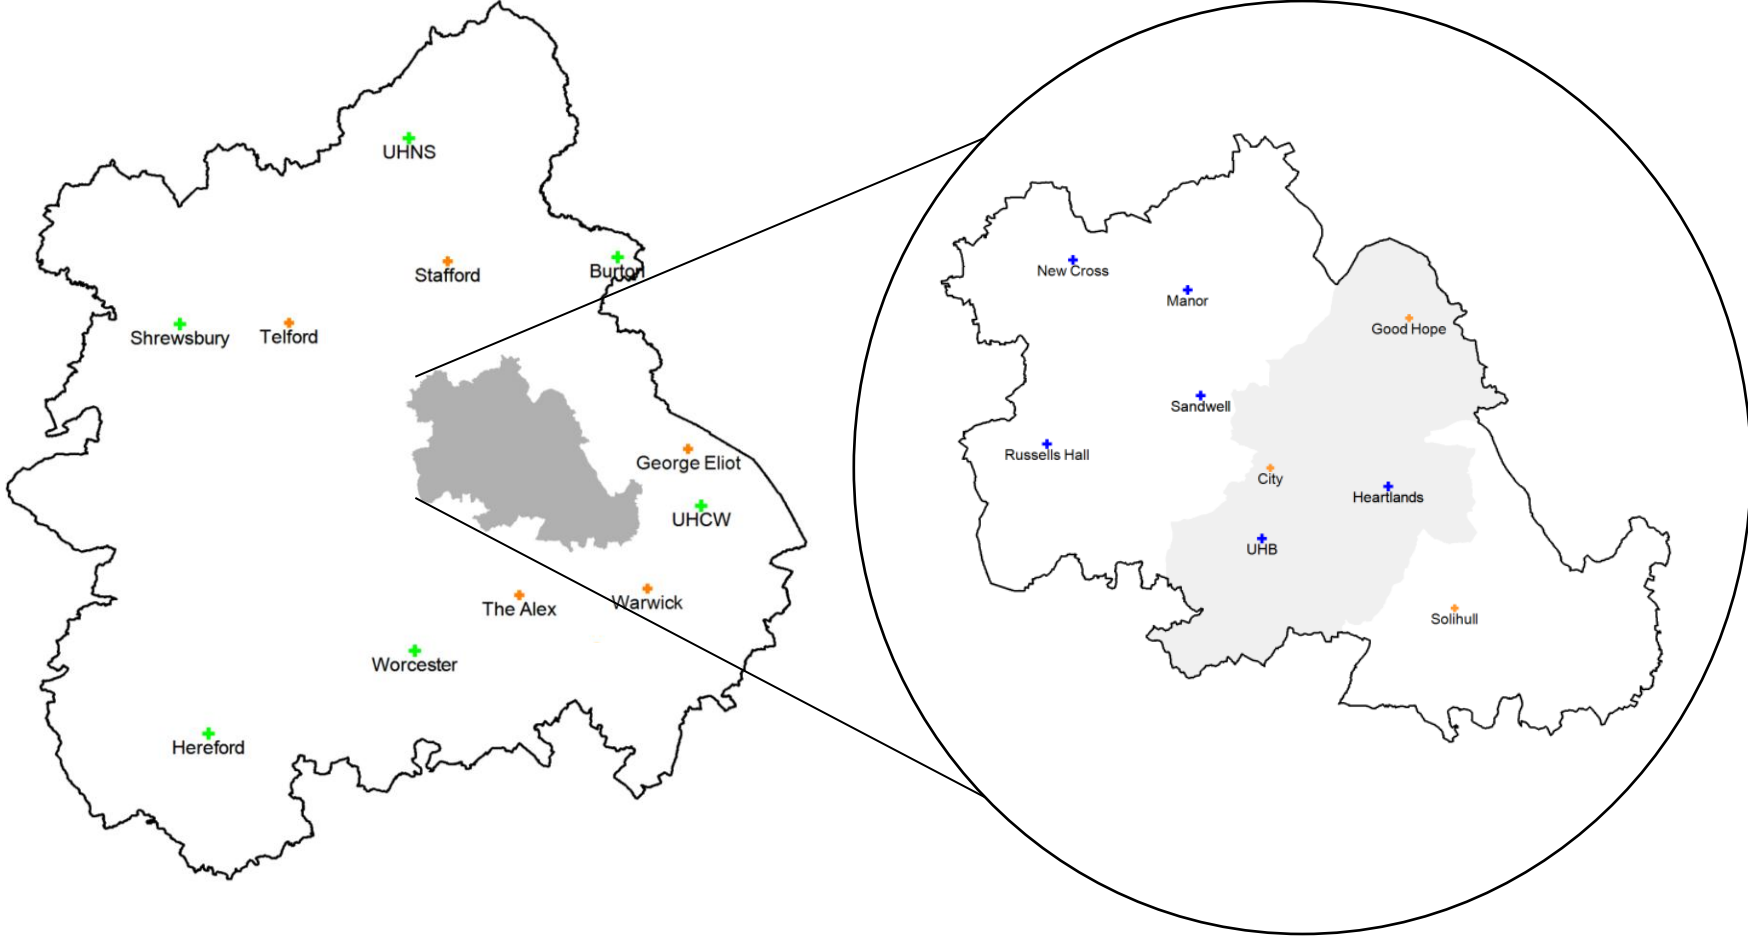 UHNS
Stafford
Burton
Shrewsbury
Telford
George Eliot
UHCW
The Alex
Warwick
Worcester
Hereford
New Cross
Manor
Good Hope
Sandwell
Russells Hall
City
Heartlands
UHB
Solihull